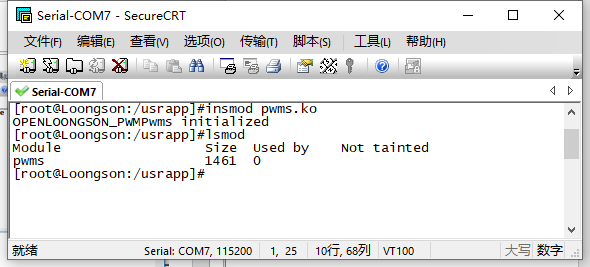 Serial-COM7 - SecureCRT
文件(F) 编辑(E) 查看(V) 选项(O) 传输(T) 脚本(S) 工具(L) 帮助(H)
Serial-COM7
[root@Loongson:/usrapp]#insmod pwms.ko
OPENLOONGSON_PWMPwms initialized
[root@Loongson:/usrapp]#lsmod
Module Size Used by Not tainted
pwms 1461 0
[root@Loongson:/usrapp]#
就绪 Serial: COM7, 115200 1, 25 10行, 68列 VT100 大写 数字